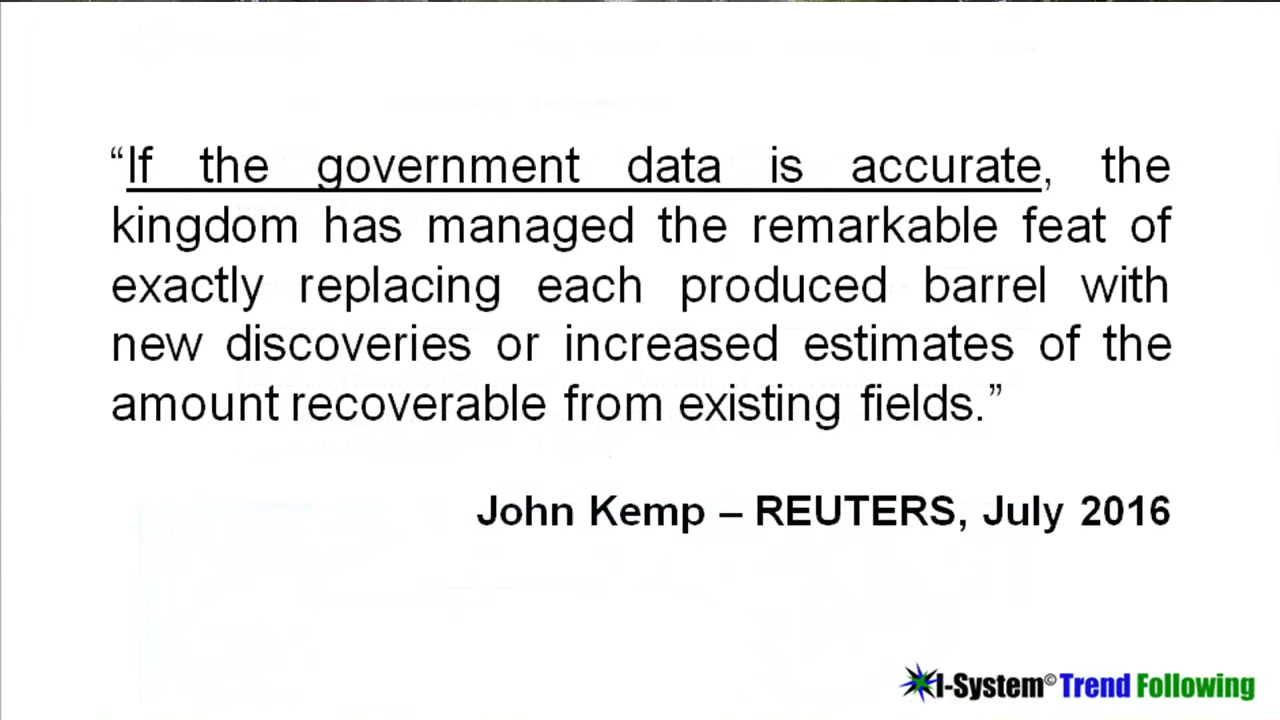 “If the government data is accurate, the
kingdom has managed the remarkable feat of
exactly replacing each produced barrel with
new discoveries or increased estimates of the
amount recoverable from existing fields.”
John Kemp – REUTERS, July 2016
I-System© Trend Following